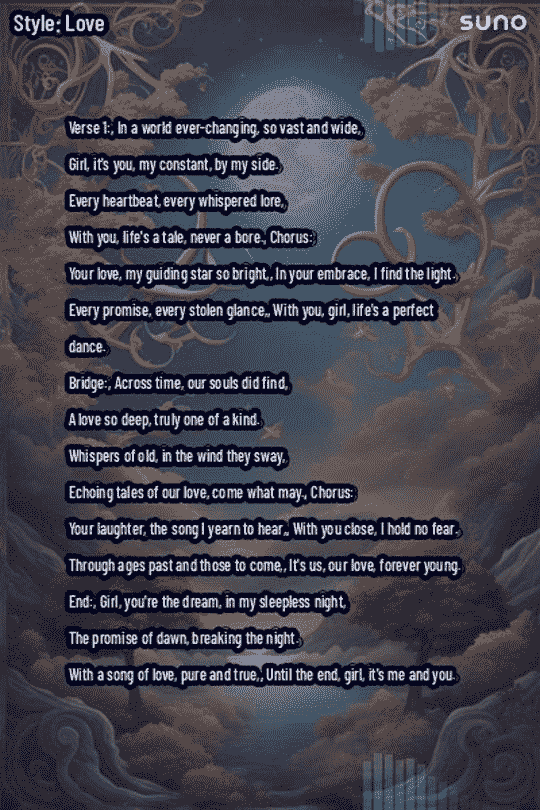 Style: Love
suno
Verse 1:, In a world ever-changing, so vast and wide,
Girl, it's you, my constant, by my side.
Every heartbeat, every whispered lore,
With you, life's a tale, never a bore., Chorus:
Your love, my guiding star so bright,, In your embrace, I find the light.
Every promise, every stolen glance,, With you, girl, life's a perfect
dance.
Bridge:, Across time, our souls did find,
A love so deep, truly one of a kind.
Whispers of old, in the wind they sway,
Echoing tales of our love, come what may., Chorus:
Your laughter, the song I yearn to hear,, With you close, I hold no fear.
Through ages past and those to come,, It's us, our love, forever young.
End:, Girl, you're the dream, in my sleepless night,
The promise of dawn, breaking the night.
With a song of love, pure and true,, Until the end, girl, it's me and you.